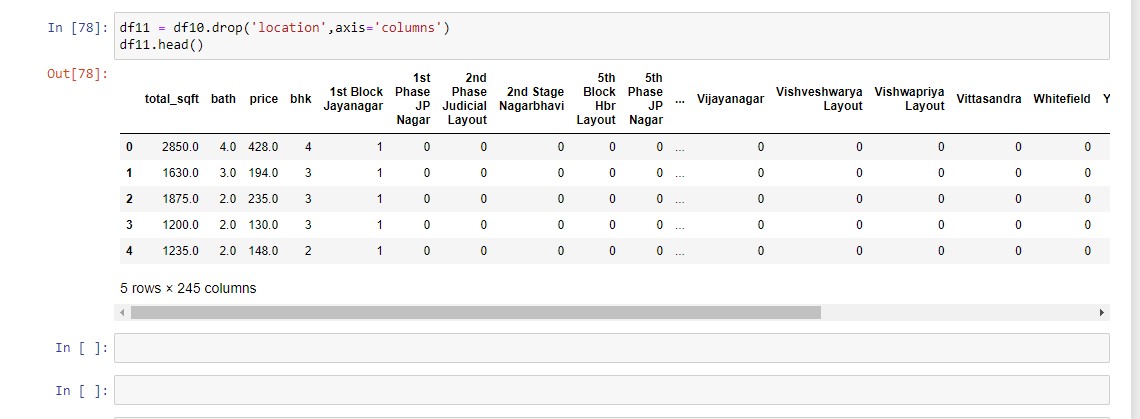 In [78]: df11 = df10.drop('location',axis='columns')
df11.head()
Out[78]:
total_sqft bath price bhk 1st Block Jayanagar 1st Phase JP Nagar 2nd Phase Judicial Layout 2nd Stage Nagarbhavi 5th Block Hbr Layout 5th Phase JP Nagar ... Vijayanagar Vishveshwarya Layout Vishwapriya Layout Vittasandra Whitefield Y
0 2850.0 4.0 428.0 4 1 0 0 0 0 0 ... 0 0 0 0 0
1 1630.0 3.0 194.0 3 1 0 0 0 0 0 ... 0 0 0 0 0
2 1875.0 2.0 235.0 3 1 0 0 0 0 0 ... 0 0 0 0 0
3 1200.0 2.0 130.0 3 1 0 0 0 0 0 ... 0 0 0 0 0
4 1235.0 2.0 148.0 2 1 0 0 0 0 0 ... 0 0 0 0 0
5 rows × 245 columns
In [ ]:
In [ ]: